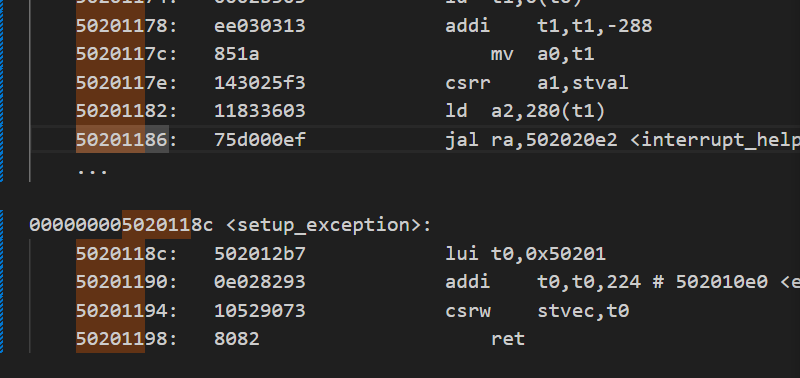 50201178: ee030313 addi t1,t1,-288
5020117c: 851a mv a0,t1
5020117e: 143025f3 csrr a1,stval
50201182: 11833603 ld a2,280(t1)
50201186: 75d000ef jal ra,502020e2 <interrupt_help
...
000000005020118c <setup_exception>:
5020118c: 502012b7 lui t0,0x50201
50201190: 0e028293 addi t0,t0,224 # 502010e0 <e
50201194: 10529073 csrw stvec,t0
50201198: 8082 ret